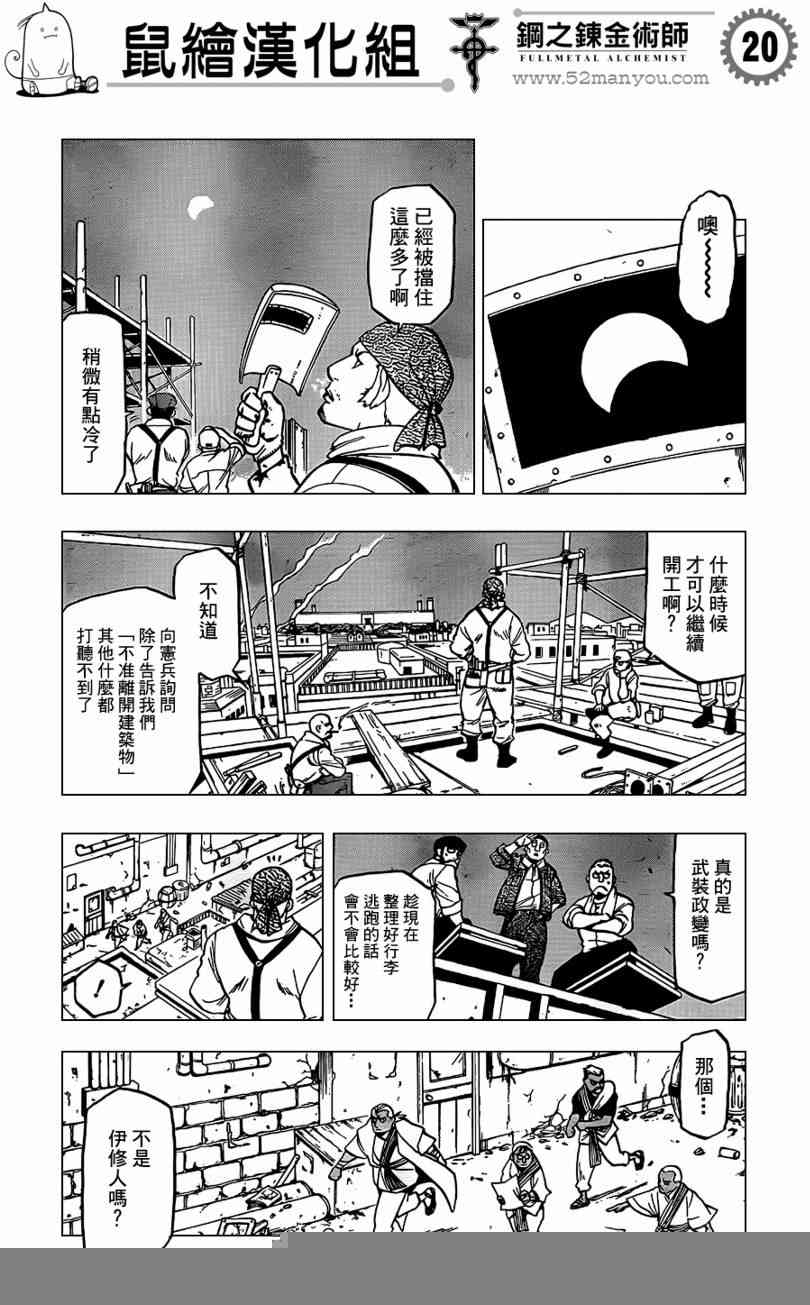 鼠繪漢化組
鋼之鍊金術師
FULLMETAL ALCHEMIST
www.52manyou.com
20
噢~~~~
已經被擋住
這麼多了啊
稍微有點冷了
什麼時候
才可以繼續
開工啊?
不知道
向憲兵詢問
除了告訴我們
「不准離開建築物」
其他什麼都
打聽不到了
真的是
武裝政變嗎?
趁現在
整理好行李
逃跑的話
會不會比較好…
!
那個…
不是
伊修人嗎?